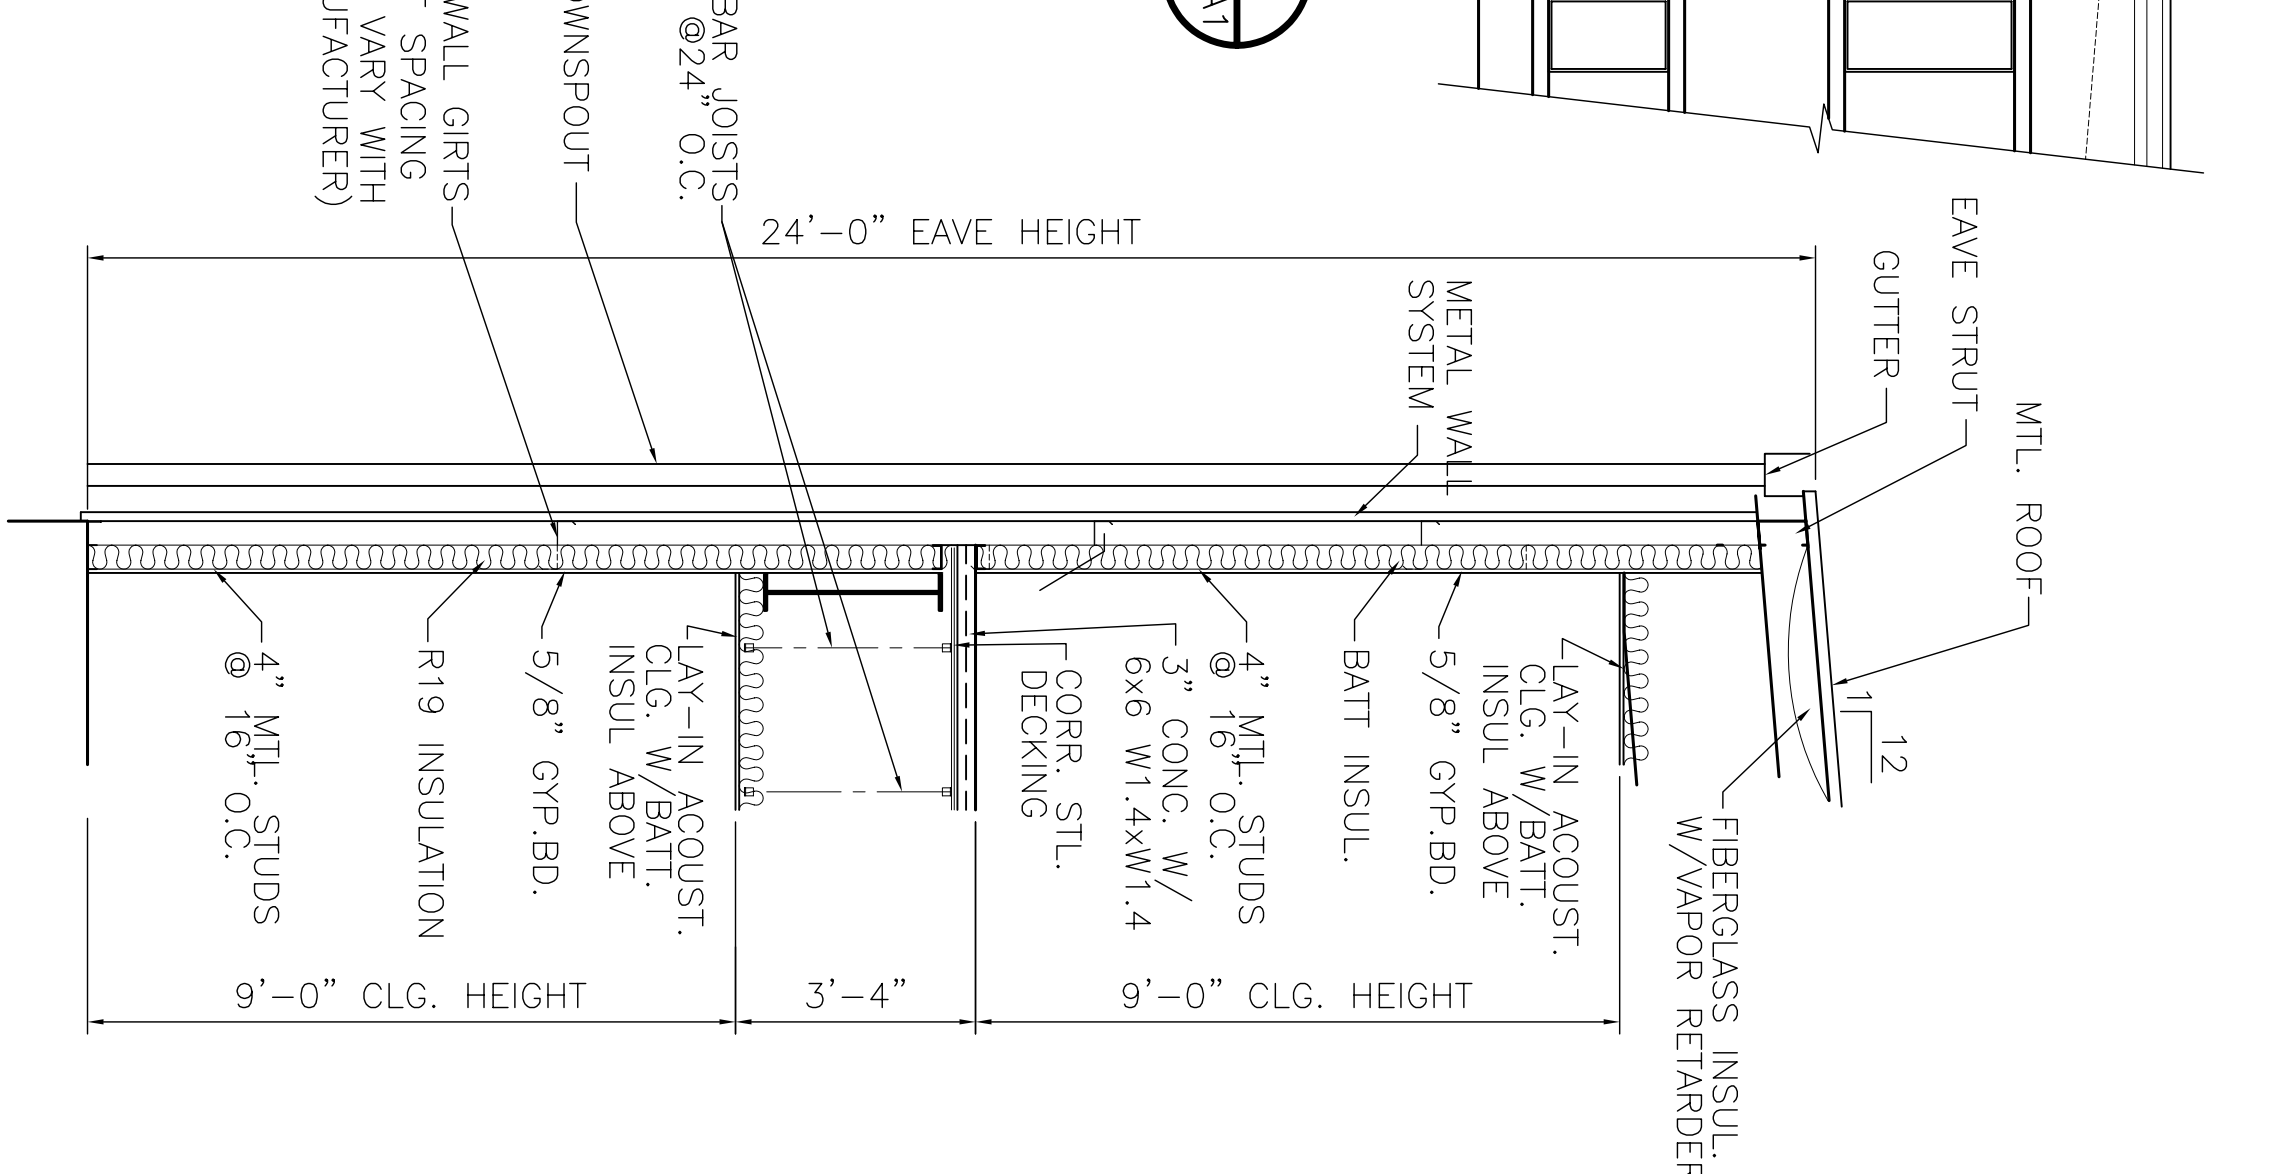 A1
MTL. ROOF
EAVE STRUT
GUTTER
METAL WALL
SYSTEM
24'-0" EAVE HEIGHT
BAR JOISTS
@24" O.C.
WALL GIRTS
SPACING
VARY WITH
1
12
FIBERGLASS INSUL.
W/VAPOR RETARDER
LAY-IN ACOUST.
CLG. W/BATT.
INSUL ABOVE
5/8" GYP.BD.
BATT INSUL.
4" MTL. STUDS
@ 16" O.C.
3" CONC. W/
6x6 W1.4xW1.4
CORR. STL.
DECKING
LAY-IN ACOUST.
CLG. W/BATT.
INSUL ABOVE
5/8" GYP.BD.
R19 INSULATION
4" MTL. STUDS
@ 16" O.C.
9'-0" CLG. HEIGHT
3'-4"
9'-0" CLG. HEIGHT